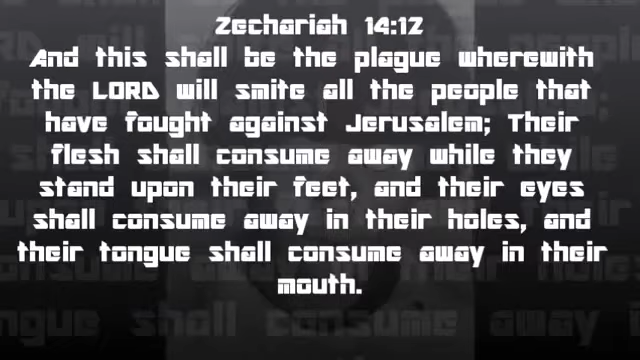 Zechariah 14:12
And this shall be the plague wherewith
the LORD will smite all the people that
have fought against Jerusalem; Their
flesh shall consume away while they
stand upon their feet, and their eyes
shall consume away in their holes, and
their tongue shall consume away in their
mouth.